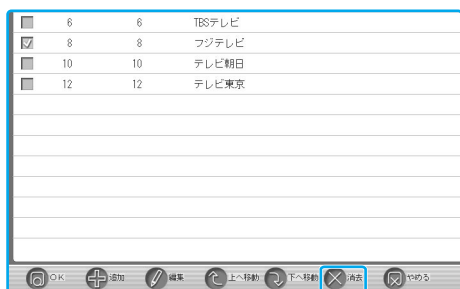 6 6 TBSテレビ
8 8 フジテレビ
10 10 テレビ朝日
12 12 テレビ東京
OK 追加 編集 上へ移動 下へ移動 消去 やめる